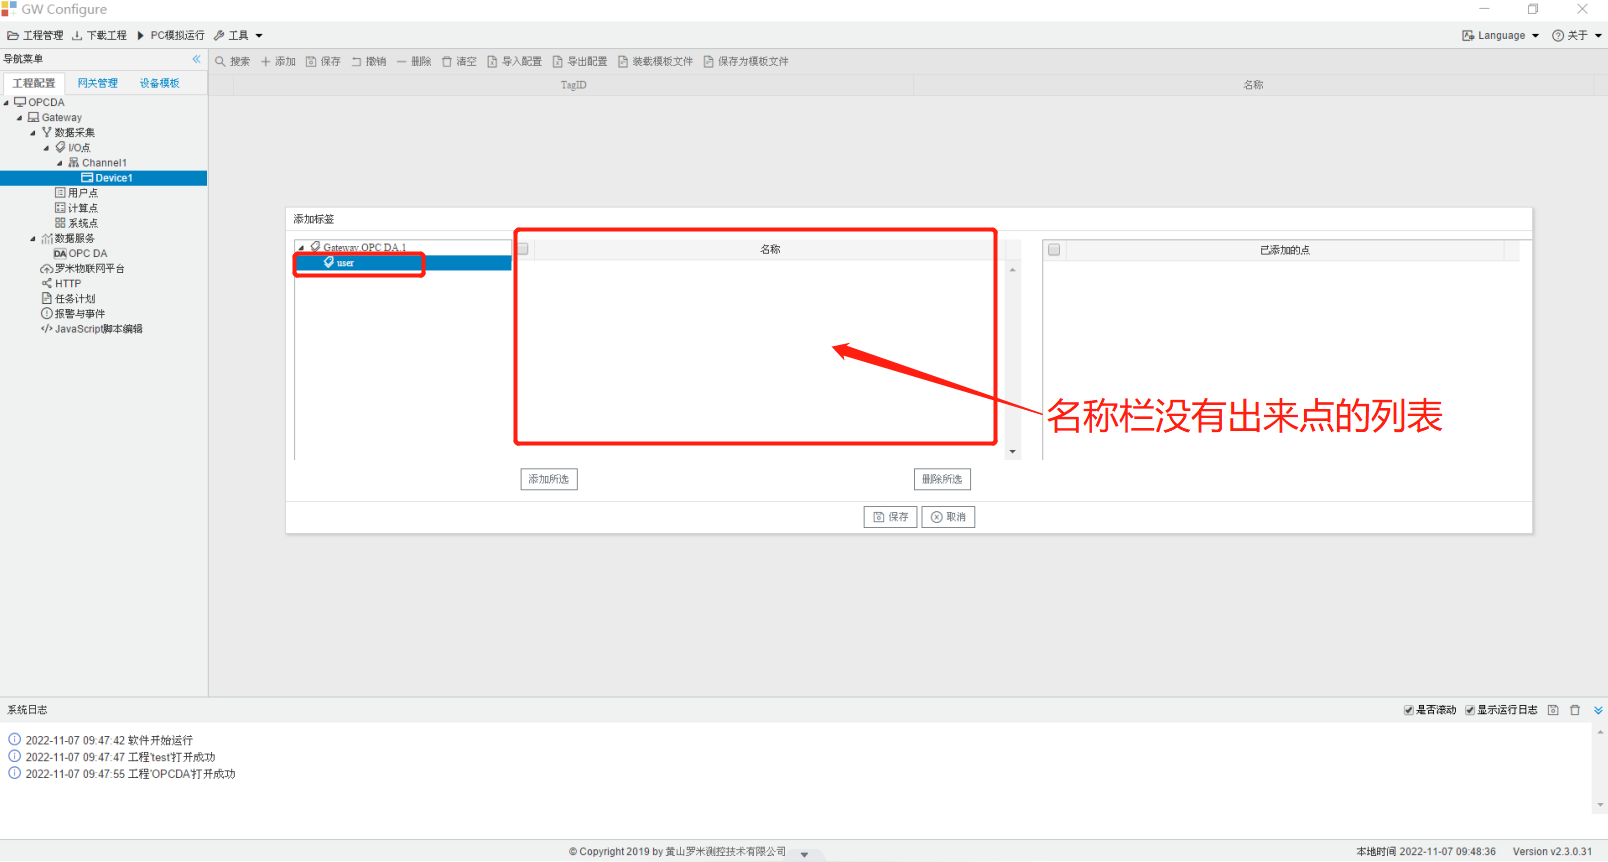 GW Configure
工程管理 下载工程 PC模拟运行 工具 Language 关于
导航菜单 搜索 添加 保存 撤销 删除 清空 导入配置 导出配置 装载模板文件 保存为模板文件
工程配置 网关管理 设备模板 TagID 名称
OPCDA
Gateway
数据采集
I/O点
Channel1
Device1
用户点
计算点
系统点
数据服务
DA OPC DA
罗米物联网平台
HTTP
任务计划
报警与事件
JavaScript脚本编辑
添加标签
Gateway.OPC DA.1 名称 已添加的点
user
名称栏没有出来点的列表
添加所选 删除所选
保存 取消
系统日志 是否滚动 显示运行日志
2022-11-07 09:47:42 软件开始运行
2022-11-07 09:47:47 工程'test'打开成功
2022-11-07 09:47:55 工程'OPCDA'打开成功
© Copyright 2019 by 黄山罗米测控技术有限公司 本地时间 2022-11-07 09:48:36 Version v2.3.0.31